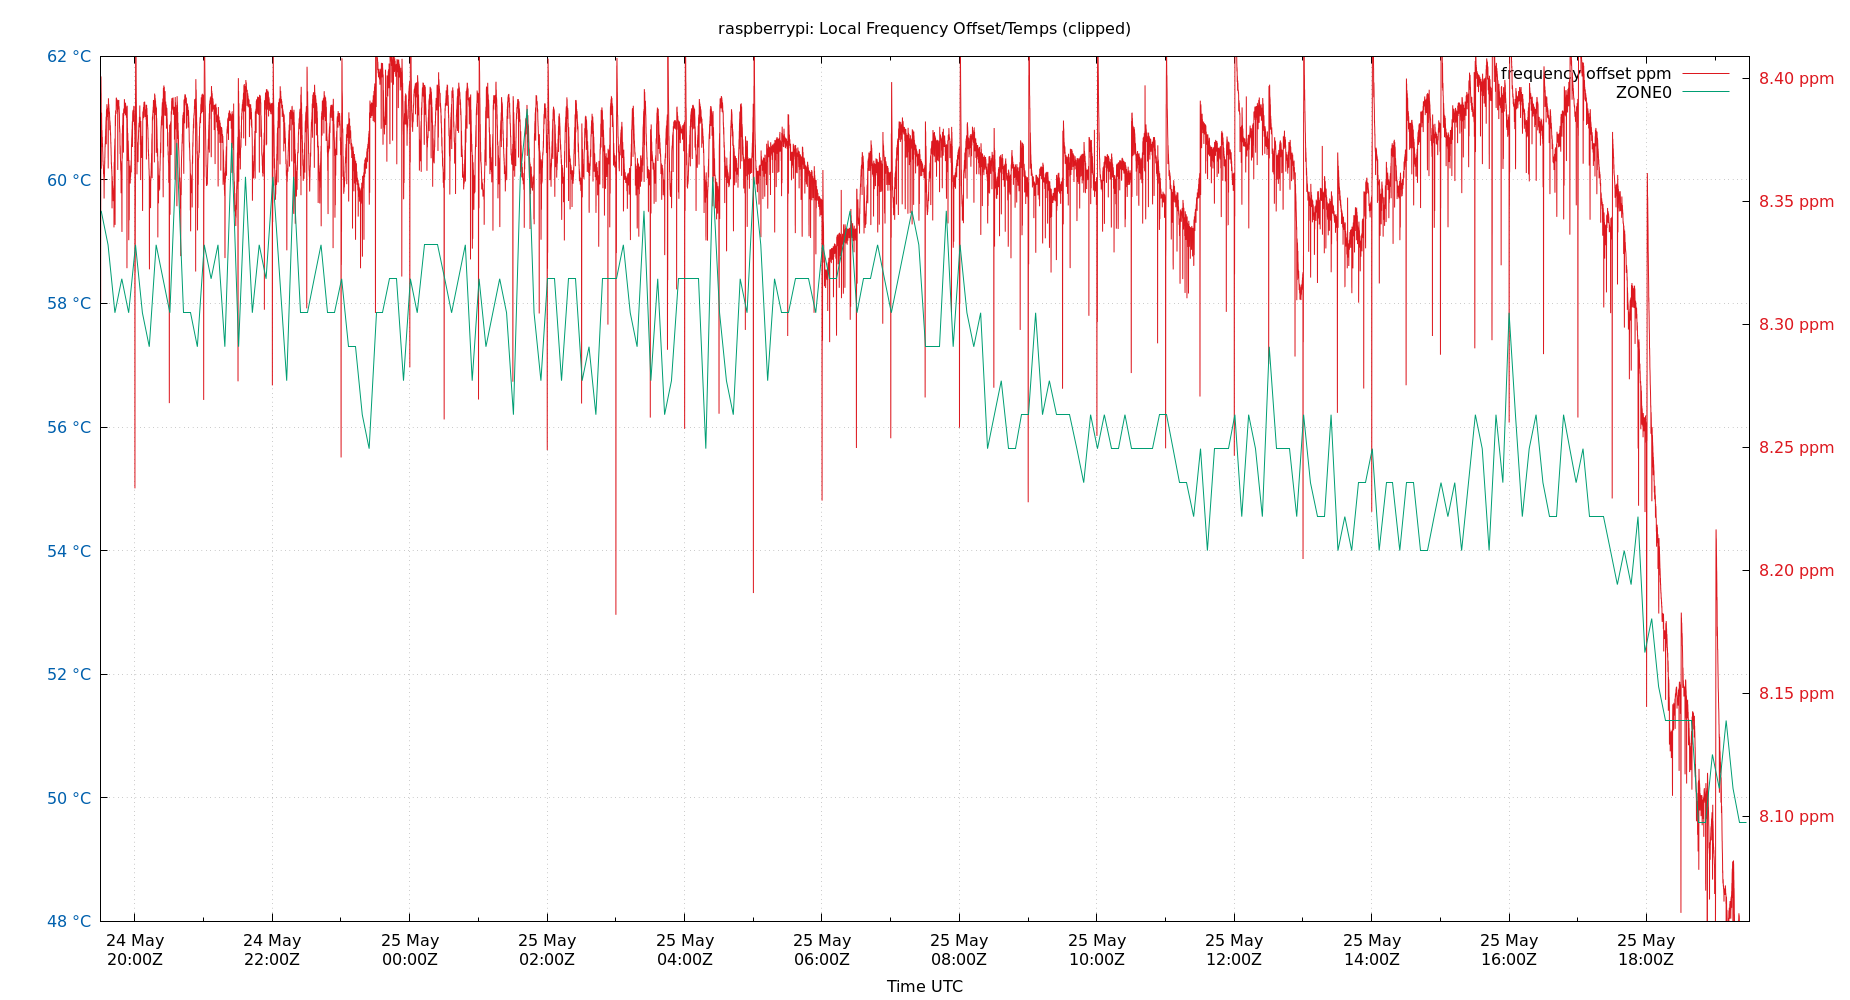 raspberrypi: Local Frequency Offset/Temps (clipped)
62 °C
60 °C
58 °C
56 °C
54 °C
52 °C
50 °C
48 °C
frequency offset ppm
ZONE0
8.40 ppm
8.35 ppm
8.30 ppm
8.25 ppm
8.20 ppm
8.15 ppm
8.10 ppm
24 May
20:00Z
24 May
22:00Z
25 May
00:00Z
25 May
02:00Z
25 May
04:00Z
25 May
06:00Z
25 May
08:00Z
25 May
10:00Z
25 May
12:00Z
25 May
14:00Z
25 May
16:00Z
25 May
18:00Z
Time UTC